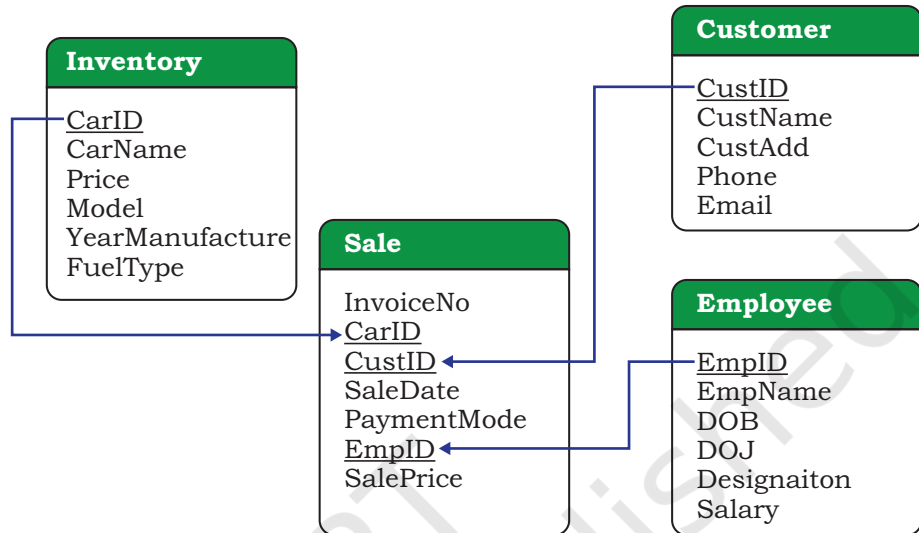 Inventory
CarID
CarName
Price
Model
YearManufacture
FuelType
Customer
CustID
CustName
CustAdd
Phone
Email
Sale
InvoiceNo
CarID
CustID
SaleDate
PaymentMode
EmpID
SalePrice
Employee
EmpID
EmpName
DOB
DOJ
Designaiton
Salary